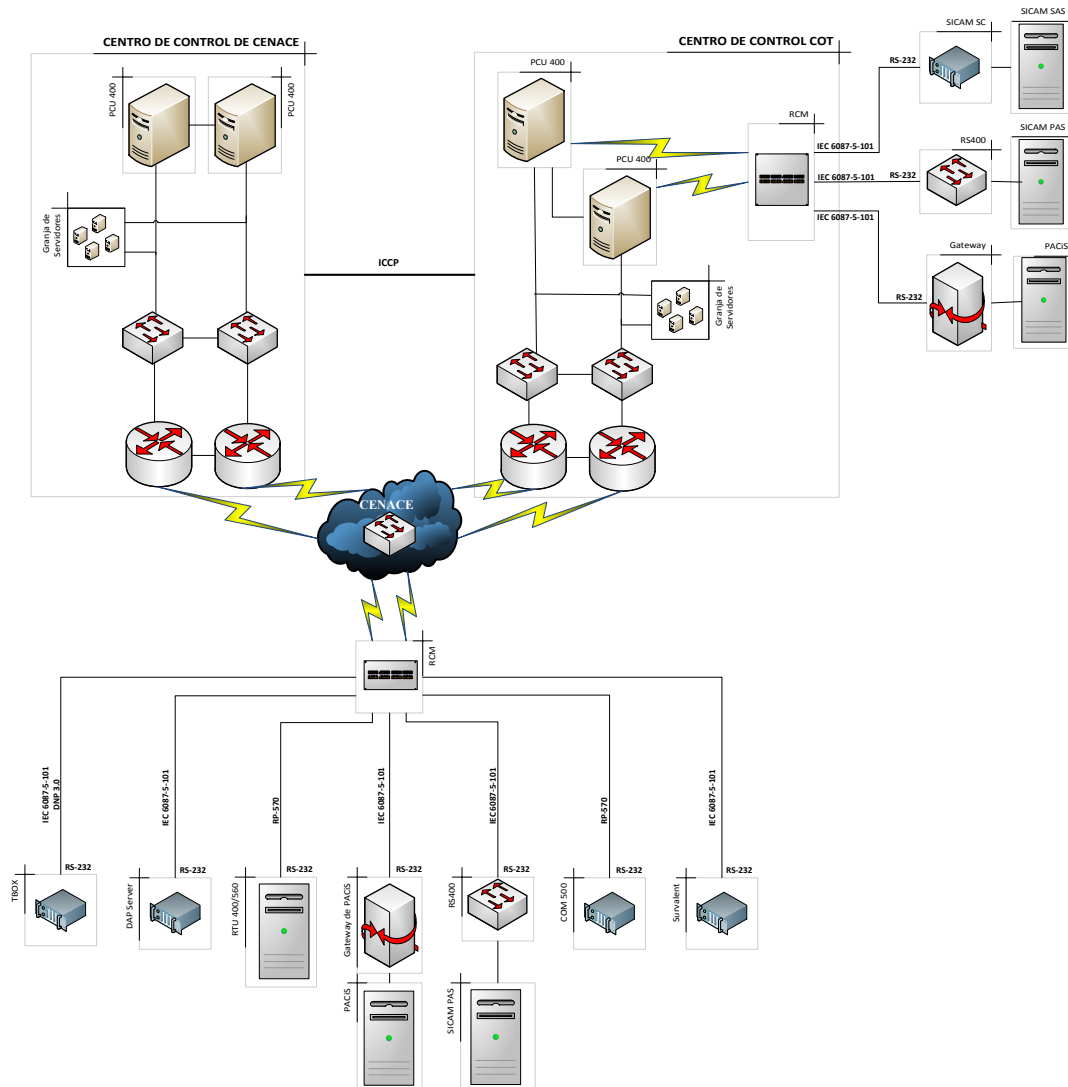 CENTRO DE CONTROL DE CENACE
PCU 400
PCU 400
Granja de
Servidores
ICCP
CENTRO DE CONTROL COT
PCU 400
PCU 400
Granja de
Servidores
RCM
IEC 6087-5-101
IEC 6087-5-101
IEC 6087-5-101
RS-232
SICAM SC
SICAM SAS
RS-232
RS400
SICAM PAS
RS-232
Gateway
PACiS
CENACE
RCM
IEC 6087-5-101
DNP 3.0
IEC 6087-5-101
RP-570
IEC 6087-5-101
IEC 6087-5-101
RP-570
IEC 6087-5-101
TBOX
RS-232
DAP Server
RS-232
RTU 400/560
RS-232
Gateway de PACiS
RS-232
RS400
RS-232
COM 500
RS-232
Survalent
RS-232
PACiS
SICAM PAS